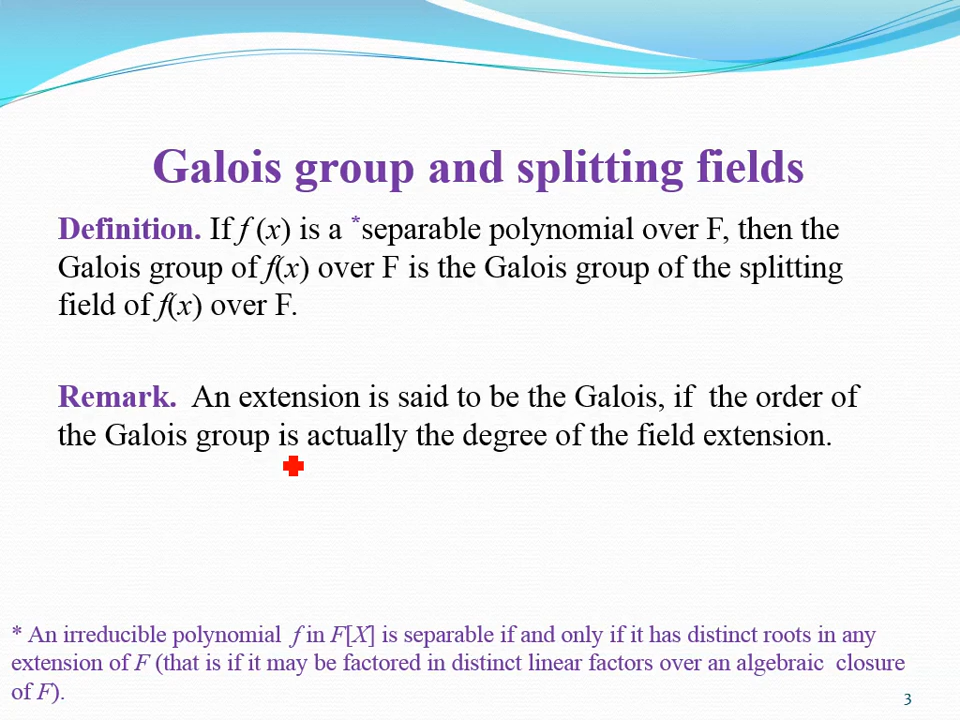 Galois group and splitting fields
Definition. If f (x) is a *separable polynomial over F, then the
Galois group of f(x) over F is the Galois group of the splitting
field of f(x) over F.
Remark. An extension is said to be the Galois, if the order of
the Galois group is actually the degree of the field extension.
* An irreducible polynomial f in F[X] is separable if and only if it has distinct roots in any
extension of F (that is if it may be factored in distinct linear factors over an algebraic closure
of F).
3